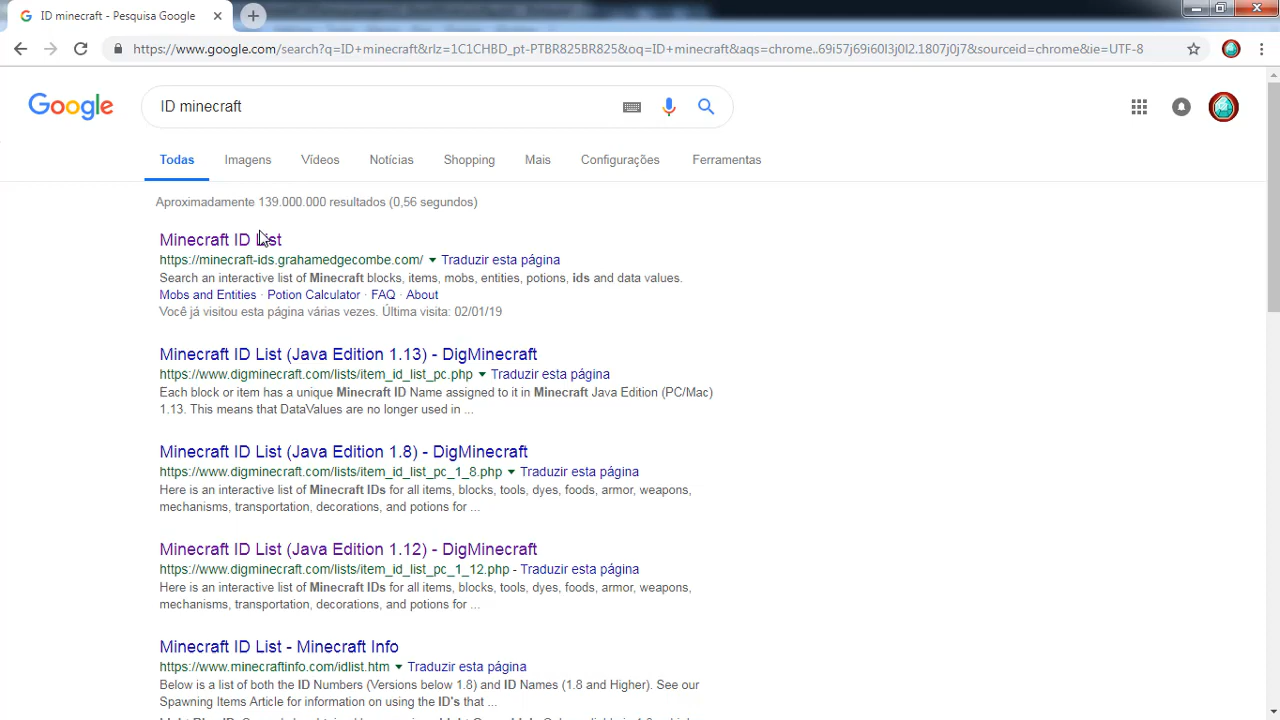 ID minecraft - Pesquisa Google
https://www.google.com/search?q=ID+minecraft&rlz=1C1CHBD_pt-PTBR825BR825&oq=ID+minecraft&aqs=chrome..69i57j69i60l3j0l2.1807j0j7&sourceid=chrome&ie=UTF-8
Google
ID minecraft
Todas Imagens Vídeos Notícias Shopping Mais Configurações Ferramentas
Aproximadamente 139.000.000 resultados (0,56 segundos)
Minecraft ID List
https://minecraft-ids.grahamedgecombe.com/ Traduzir esta página
Search an interactive list of Minecraft blocks, items, mobs, entities, potions, ids and data values.
Mobs and Entities · Potion Calculator · FAQ · About
Você já visitou esta página várias vezes. Última visita: 02/01/19
Minecraft ID List (Java Edition 1.13) - DigMinecraft
https://www.digminecraft.com/lists/item_id_list_pc.php Traduzir esta página
Each block or item has a unique Minecraft ID Name assigned to it in Minecraft Java Edition (PC/Mac)
1.13. This means that DataValues are no longer used in ...
Minecraft ID List (Java Edition 1.8) - DigMinecraft
https://www.digminecraft.com/lists/item_id_list_pc_1_8.php Traduzir esta página
Here is an interactive list of Minecraft IDs for all items, blocks, tools, dyes, foods, armor, weapons,
mechanisms, transportation, decorations, and potions for ...
Minecraft ID List (Java Edition 1.12) - DigMinecraft
https://www.digminecraft.com/lists/item_id_list_pc_1_12.php - Traduzir esta página
Here is an interactive list of Minecraft IDs for all items, blocks, tools, dyes, foods, armor, weapons,
mechanisms, transportation, decorations, and potions for ...
Minecraft ID List - Minecraft Info
https://www.minecraftinfo.com/idlist.htm Traduzir esta página
Below is a list of both the ID Numbers (Versions below 1.8) and ID Names (1.8 and Higher). See our
Spawning Items Article for information on using the ID's that ...